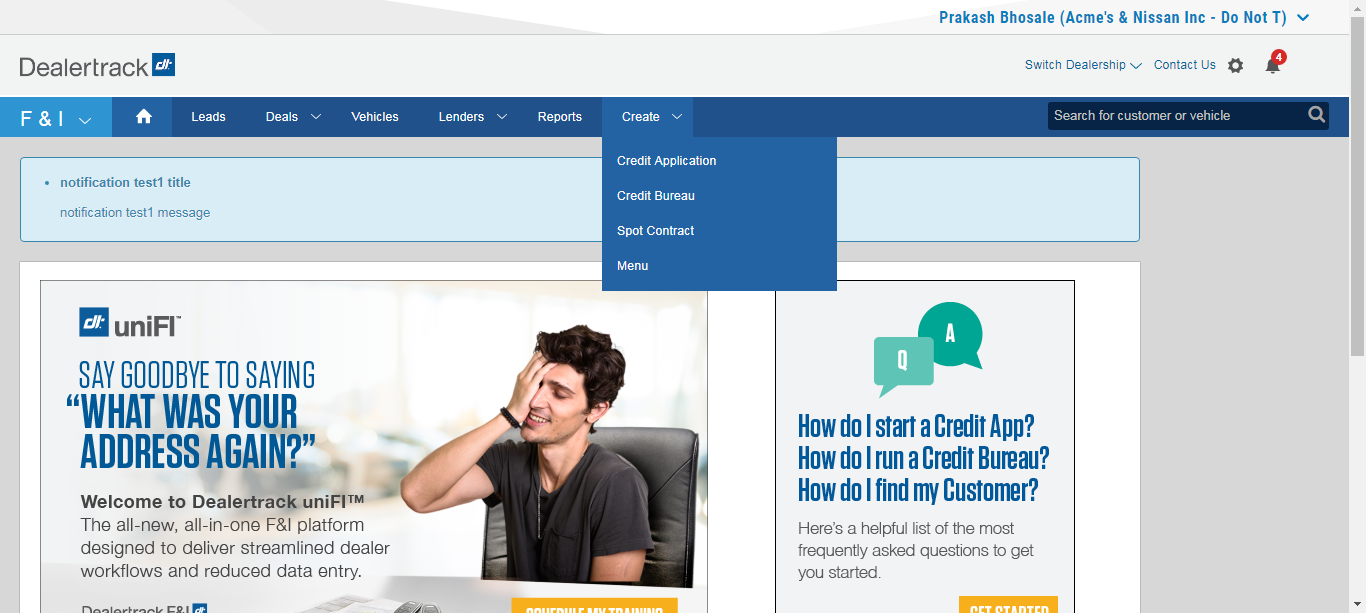 Prakash Bhosale (Acme's & Nissan Inc - Do Not T)
Dealertrack dt.
Switch Dealership
Contact Us
4
F & I
Leads
Deals
Vehicles
Lenders
Reports
Create
Search for customer or vehicle
Credit Application
Credit Bureau
Spot Contract
Menu
notification test1 title
notification test1 message
dt. uniFI™
SAY GOODBYE TO SAYING
“WHAT WAS YOUR
ADDRESS AGAIN?”
Welcome to Dealertrack uniFI™
The all-new, all-in-one F&I platform
designed to deliver streamlined dealer
workflows and reduced data entry.
Dealertrack F&I dt.
SCHEDULE MY TRAINING
Q
A
How do I start a Credit App?
How do I run a Credit Bureau?
How do I find my Customer?
Here's a helpful list of the most
frequently asked questions to get
you started.
GET STARTED